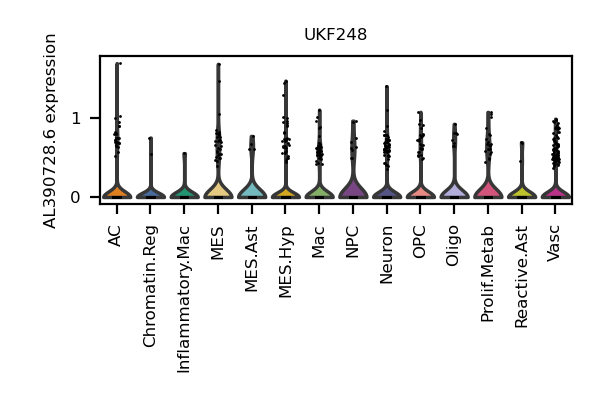 UKF248
AL390728.6 expression
1
0
AC
Chromatin.Reg
Inflammatory.Mac
MES
MES.Ast
MES.Hyp
Mac
NPC
Neuron
OPC
Oligo
Prolif.Metab
Reactive.Ast
Vasc